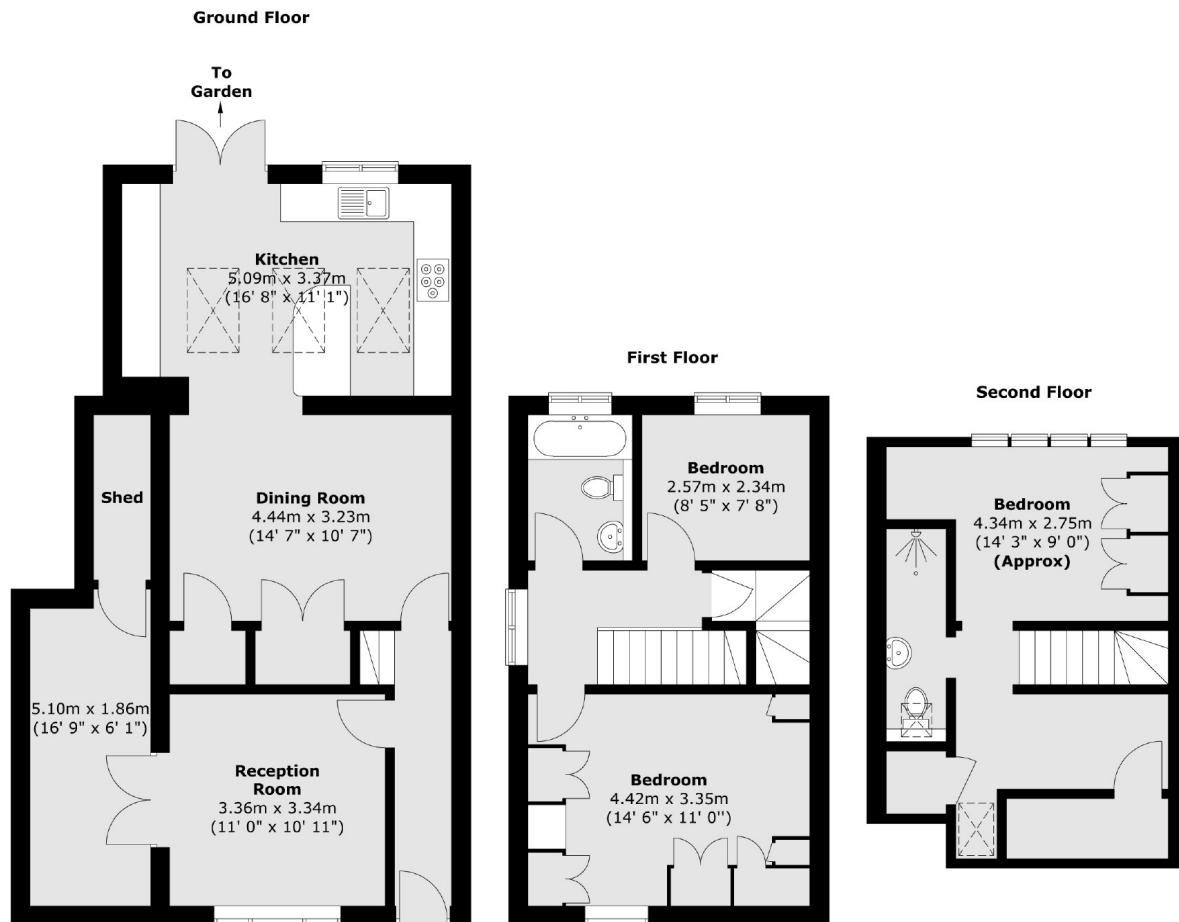 Ground Floor
To
Garden
Kitchen
5.09m x 3.37m
(16' 8" x 11' 1")
Shed
Dining Room
4.44m x 3.23m
(14' 7" x 10' 7")
5.10m x 1.86m
(16' 9" x 6' 1")
Reception
Room
3.36m x 3.34m
(11' 0" x 10' 11")
First Floor
Bedroom
2.57m x 2.34m
(8' 5" x 7' 8")
Bedroom
4.42m x 3.35m
(14' 6" x 11' 0'')
Second Floor
Bedroom
4.34m x 2.75m
(14' 3" x 9' 0")
(Approx)